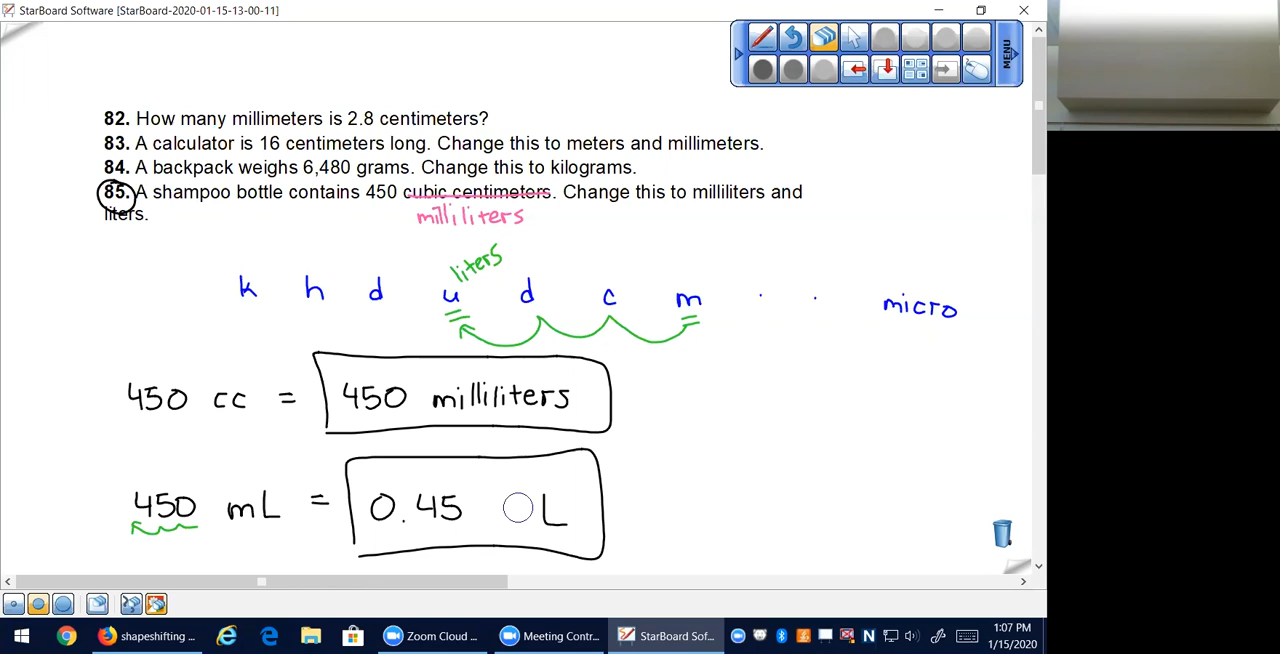 StarBoard Software [StarBoard-2020-01-15-13-00-11]
MENU
82. How many millimeters is 2.8 centimeters?
83. A calculator is 16 centimeters long. Change this to meters and millimeters.
84. A backpack weighs 6,480 grams. Change this to kilograms.
85. A shampoo bottle contains 450 cubic centimeters. Change this to milliliters and
liters.
milliliters
liters
k h d u d c m . . micro
450 cc = 450 milliliters
450 mL = 0.45 L
shapeshifting ... Zoom Cloud ... Meeting Contr... StarBoard Sof... N 1:07 PM
1/15/2020